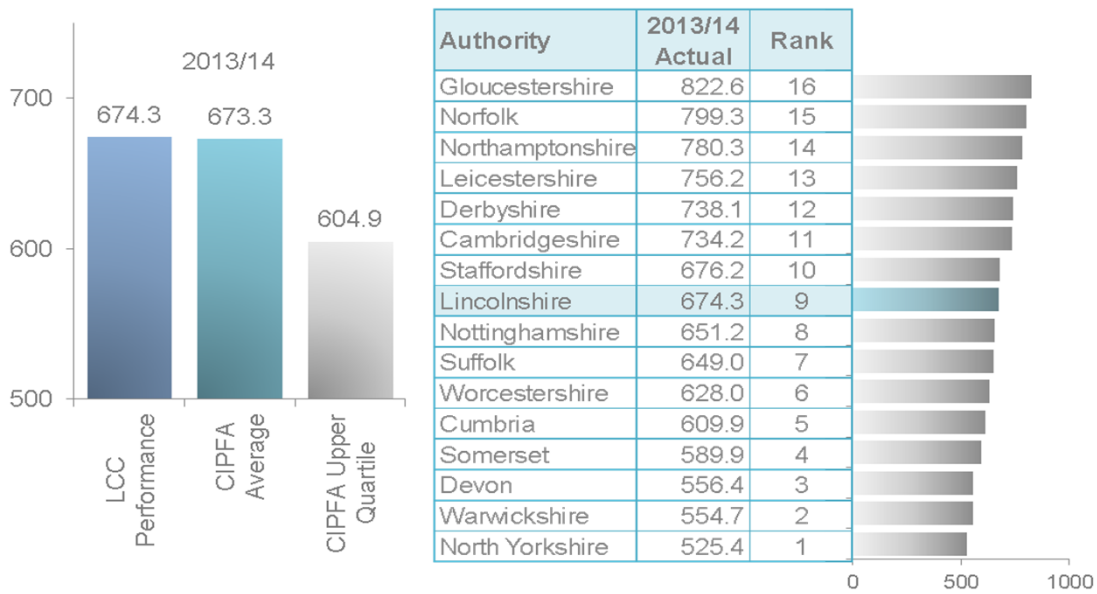 2013/14
700
674.3
673.3
604.9
600
500
LCC
Performance
CIPFA
Average
CIPFA Upper
Quartile
Authority 2013/14 Actual Rank
Gloucestershire 822.6 16
Norfolk 799.3 15
Northamptonshire 780.3 14
Leicestershire 756.2 13
Derbyshire 738.1 12
Cambridgeshire 734.2 11
Staffordshire 676.2 10
Lincolnshire 674.3 9
Nottinghamshire 651.2 8
Suffolk 649.0 7
Worcestershire 628.0 6
Cumbria 609.9 5
Somerset 589.9 4
Devon 556.4 3
Warwickshire 554.7 2
North Yorkshire 525.4 1
0 500 1000